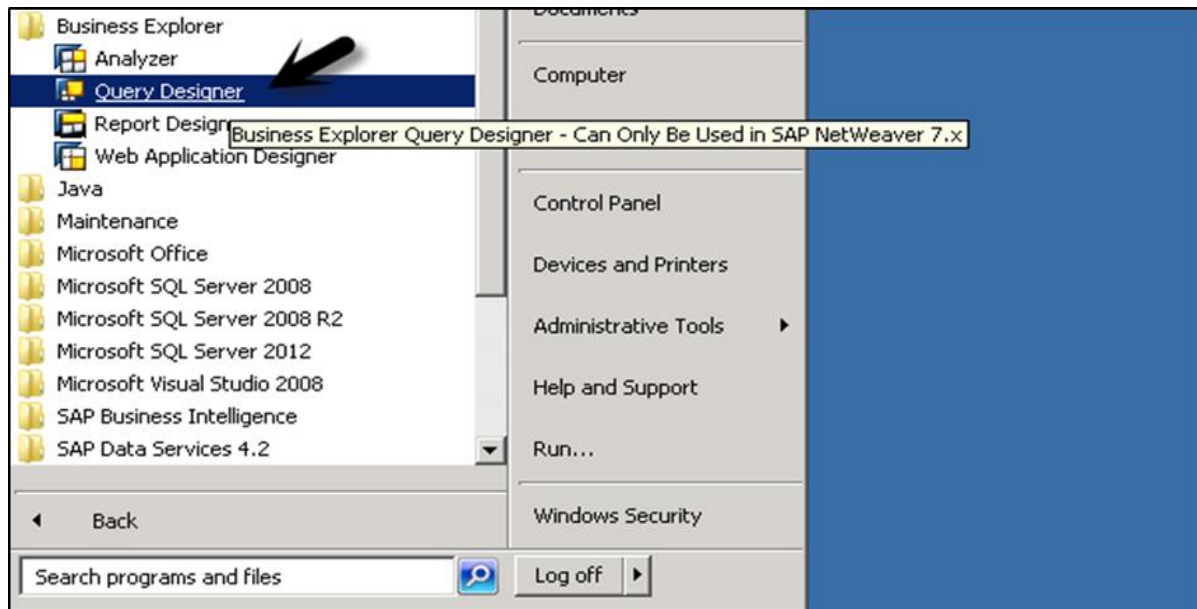 Business Explorer
Analyzer
Query Designer
Report Design
Business Explorer Query Designer - Can Only Be Used in SAP NetWeaver 7.x
Web Application Designer
Java
Maintenance
Microsoft Office
Microsoft SQL Server 2008
Microsoft SQL Server 2008 R2
Microsoft SQL Server 2012
Microsoft Visual Studio 2008
SAP Business Intelligence
SAP Data Services 4.2
Back
Search programs and files
Documents
Computer
Control Panel
Devices and Printers
Administrative Tools
Help and Support
Run...
Windows Security
Log off